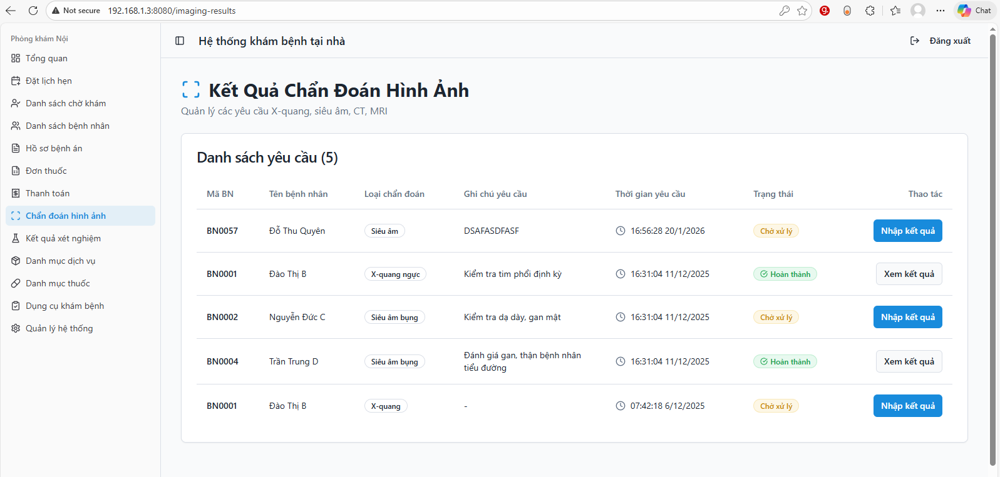 Not secure 192.168.1.3:8080/imaging-results
g.
Chat
Phòng khám Nội
Tổng quan
Đặt lịch hẹn
Danh sách chờ khám
Danh sách bệnh nhân
Hồ sơ bệnh án
Đơn thuốc
Thanh toán
Chẩn đoán hình ảnh
Kết quả xét nghiệm
Danh mục dịch vụ
Danh mục thuốc
Dụng cụ khám bệnh
Quản lý hệ thống
Hệ thống khám bệnh tại nhà
Đăng xuất
Kết Quả Chẩn Đoán Hình Ảnh
Quản lý các yêu cầu X-quang, siêu âm, CT, MRI
Danh sách yêu cầu (5)
Mã BN Tên bệnh nhân Loại chẩn đoán Ghi chú yêu cầu Thời gian yêu cầu Trạng thái Thao tác
BN0057 Đỗ Thu Quyên Siêu âm DSAFASDFASF 16:56:28 20/1/2026 Chờ xử lý Nhập kết quả
BN0001 Đào Thị B X-quang ngực Kiểm tra tim phổi định kỳ 16:31:04 11/12/2025 Hoàn thành Xem kết quả
BN0002 Nguyễn Đức C Siêu âm bụng Kiểm tra dạ dày, gan mật 16:31:04 11/12/2025 Chờ xử lý Nhập kết quả
BN0004 Trần Trung D Siêu âm bụng Đánh giá gan, thận bệnh nhân
tiểu đường 16:31:04 11/12/2025 Hoàn thành Xem kết quả
BN0001 Đào Thị B X-quang - 07:42:18 6/12/2025 Chờ xử lý Nhập kết quả